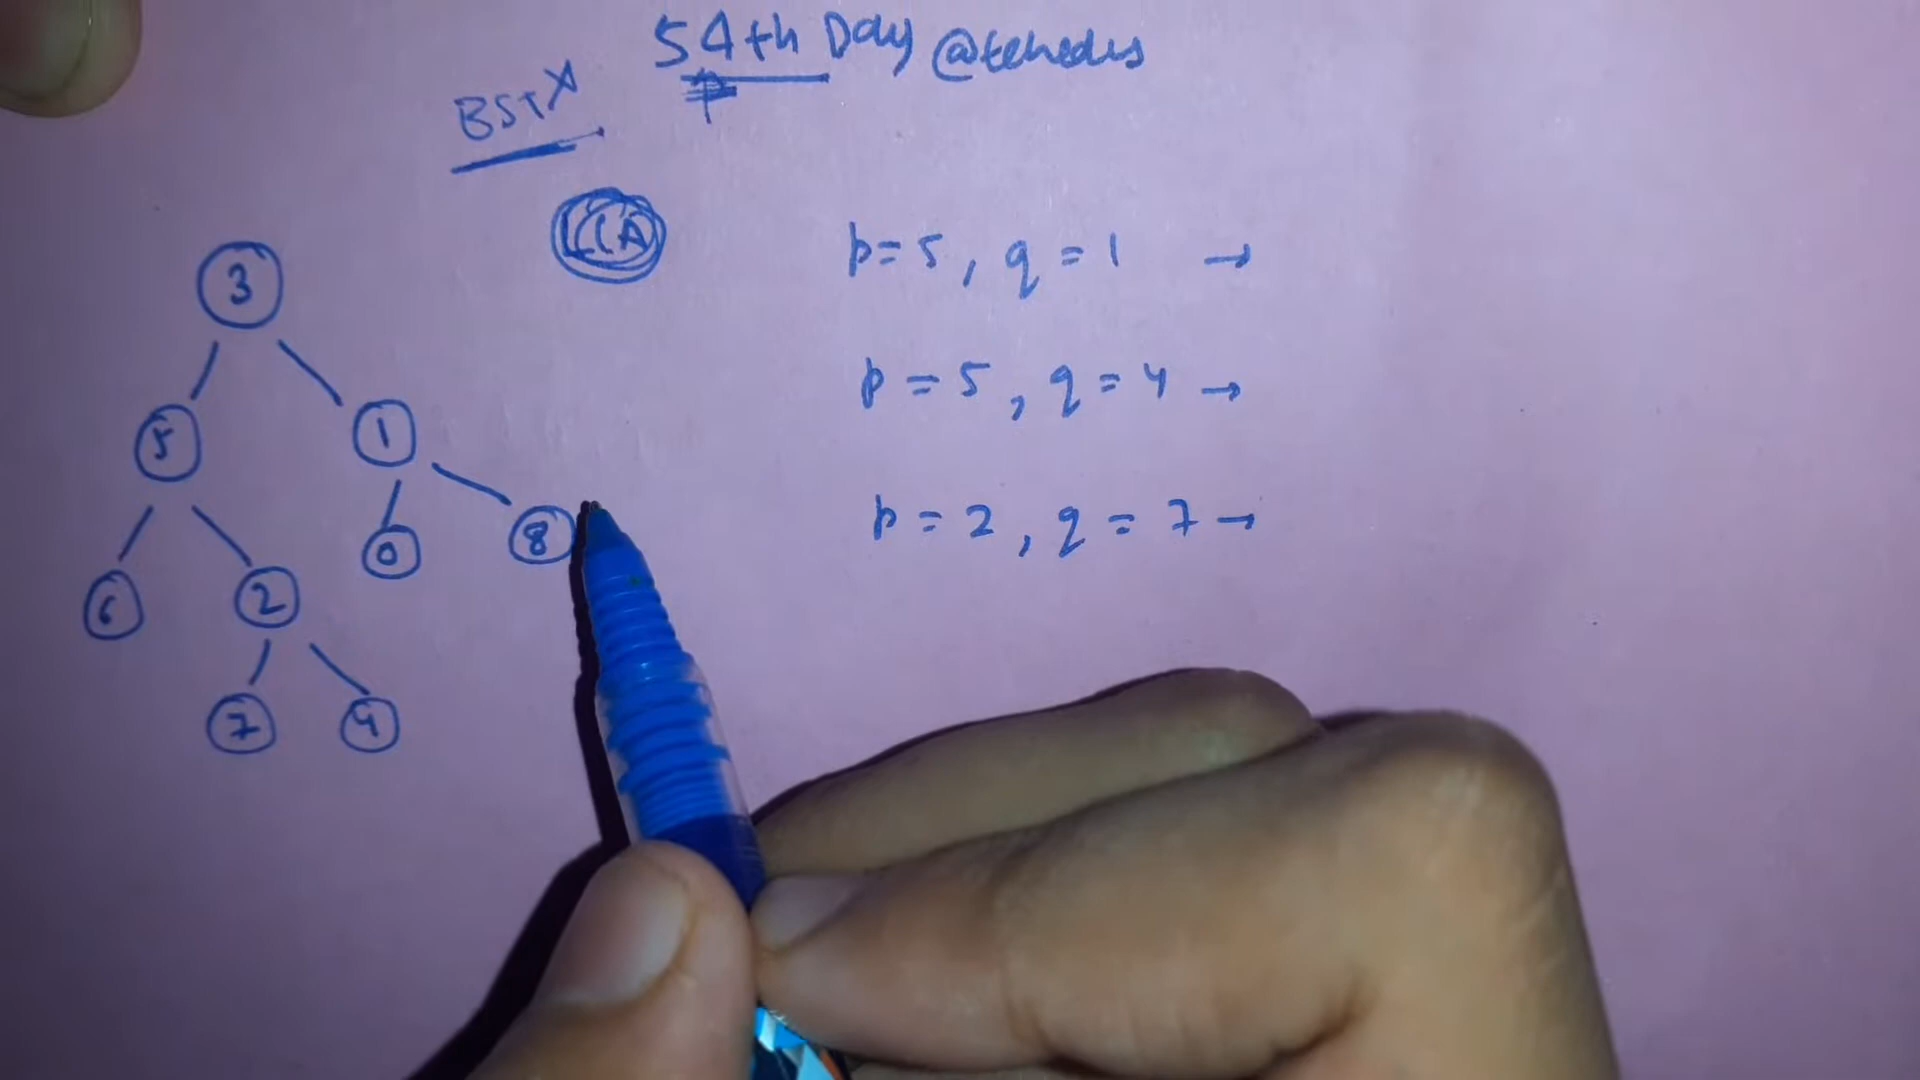 54th Day @tehedus
BST X
LCA
p = 5, q = 1 →
p = 5, q = 4 →
p = 2, q = 7 →
3
5 1
0 8
6 2
7 4